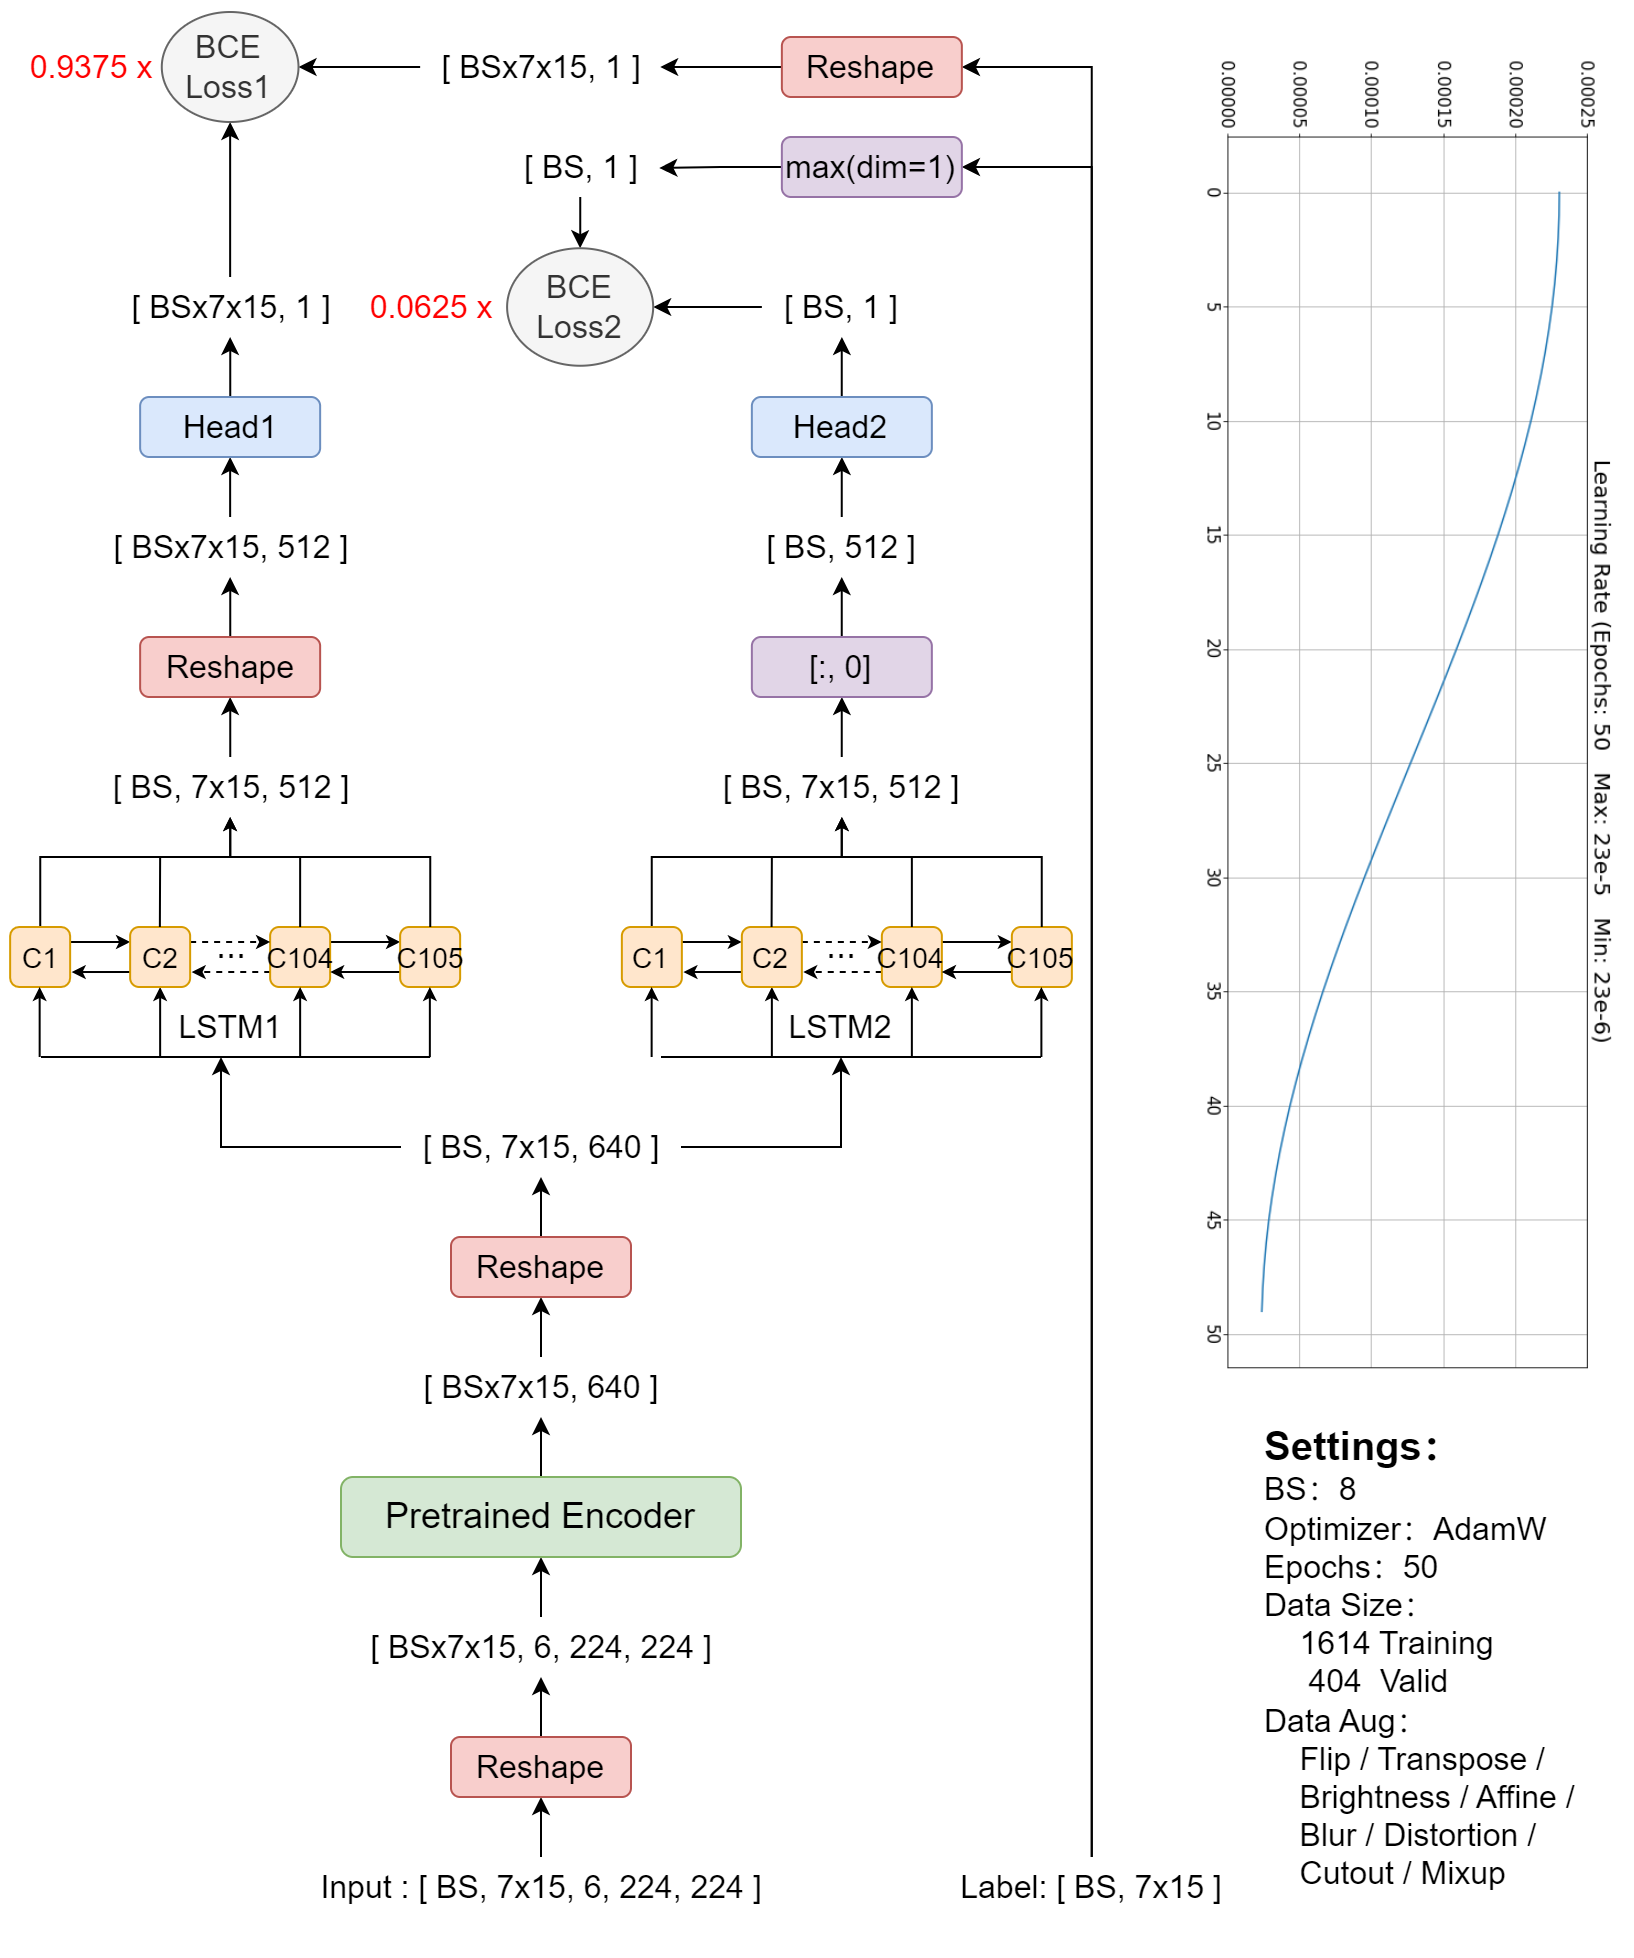 0.9375 x
BCE
Loss1
[ BSx7x15, 1 ]
Reshape
[ BS, 1 ]
max(dim=1)
[ BSx7x15, 1 ]
0.0625 x
BCE
Loss2
[ BS, 1 ]
Head1
Head2
[ BSx7x15, 512 ]
[ BS, 512 ]
Reshape
[:, 0]
[ BS, 7x15, 512 ]
[ BS, 7x15, 512 ]
C1
C2
...
C104
C105
LSTM1
C1
C2
...
C104
C105
LSTM2
[ BS, 7x15, 640 ]
Reshape
[ BSx7x15, 640 ]
Pretrained Encoder
[ BSx7x15, 6, 224, 224 ]
Reshape
Input : [ BS, 7x15, 6, 224, 224 ]
Label: [ BS, 7x15 ]
Learning Rate (Epochs: 50 Max: 23e-5 Min: 23e-6)
0.00025
0.00020
0.00015
0.00010
0.00005
0.00000
0
5
10
15
20
25
30
35
40
45
50
Settings：
BS：8
Optimizer：AdamW
Epochs：50
Data Size：
1614 Training
404 Valid
Data Aug：
Flip / Transpose /
Brightness / Affine /
Blur / Distortion /
Cutout / Mixup